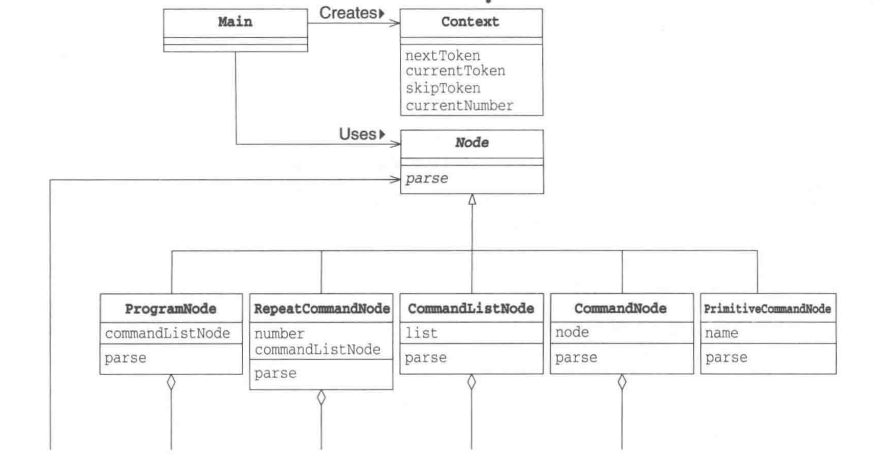 Main
Creates
Context
nextToken
currentToken
skipToken
currentNumber
Uses
Node
parse
ProgramNode
commandListNode
parse
RepeatCommandNode
number
commandListNode
parse
CommandListNode
list
parse
CommandNode
node
parse
PrimitiveCommandNode
name
parse